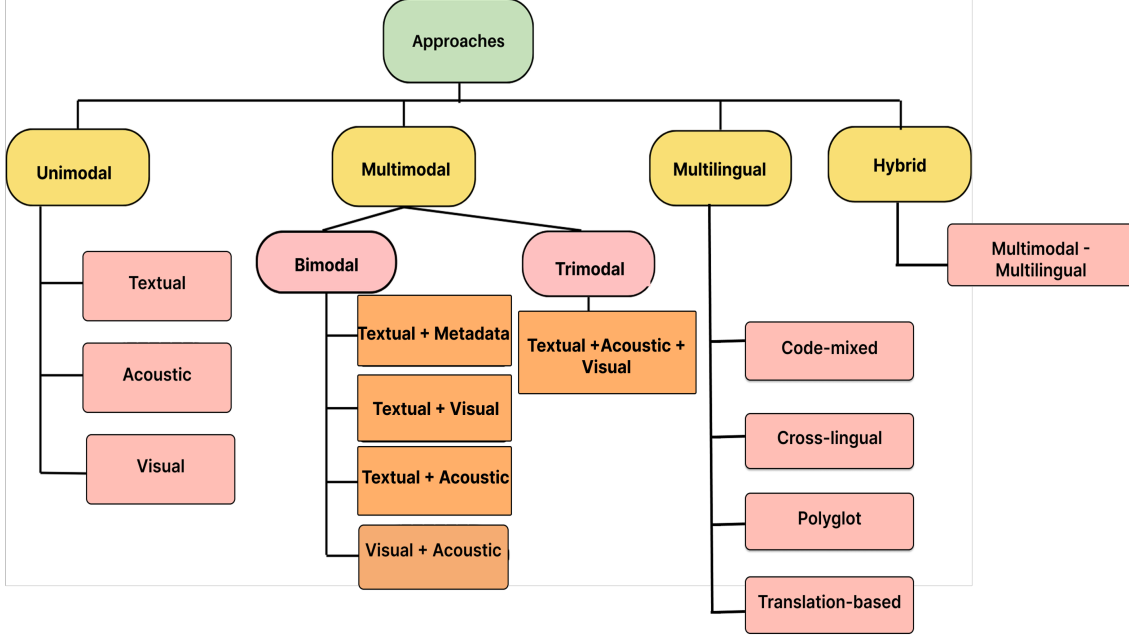 Approaches
Unimodal
Multimodal
Multilingual
Hybrid
Textual
Acoustic
Visual
Bimodal
Trimodal
Textual + Metadata
Textual + Visual
Textual + Acoustic
Visual + Acoustic
Textual +Acoustic +
Visual
Code-mixed
Cross-lingual
Polyglot
Translation-based
Multimodal -
Multilingual